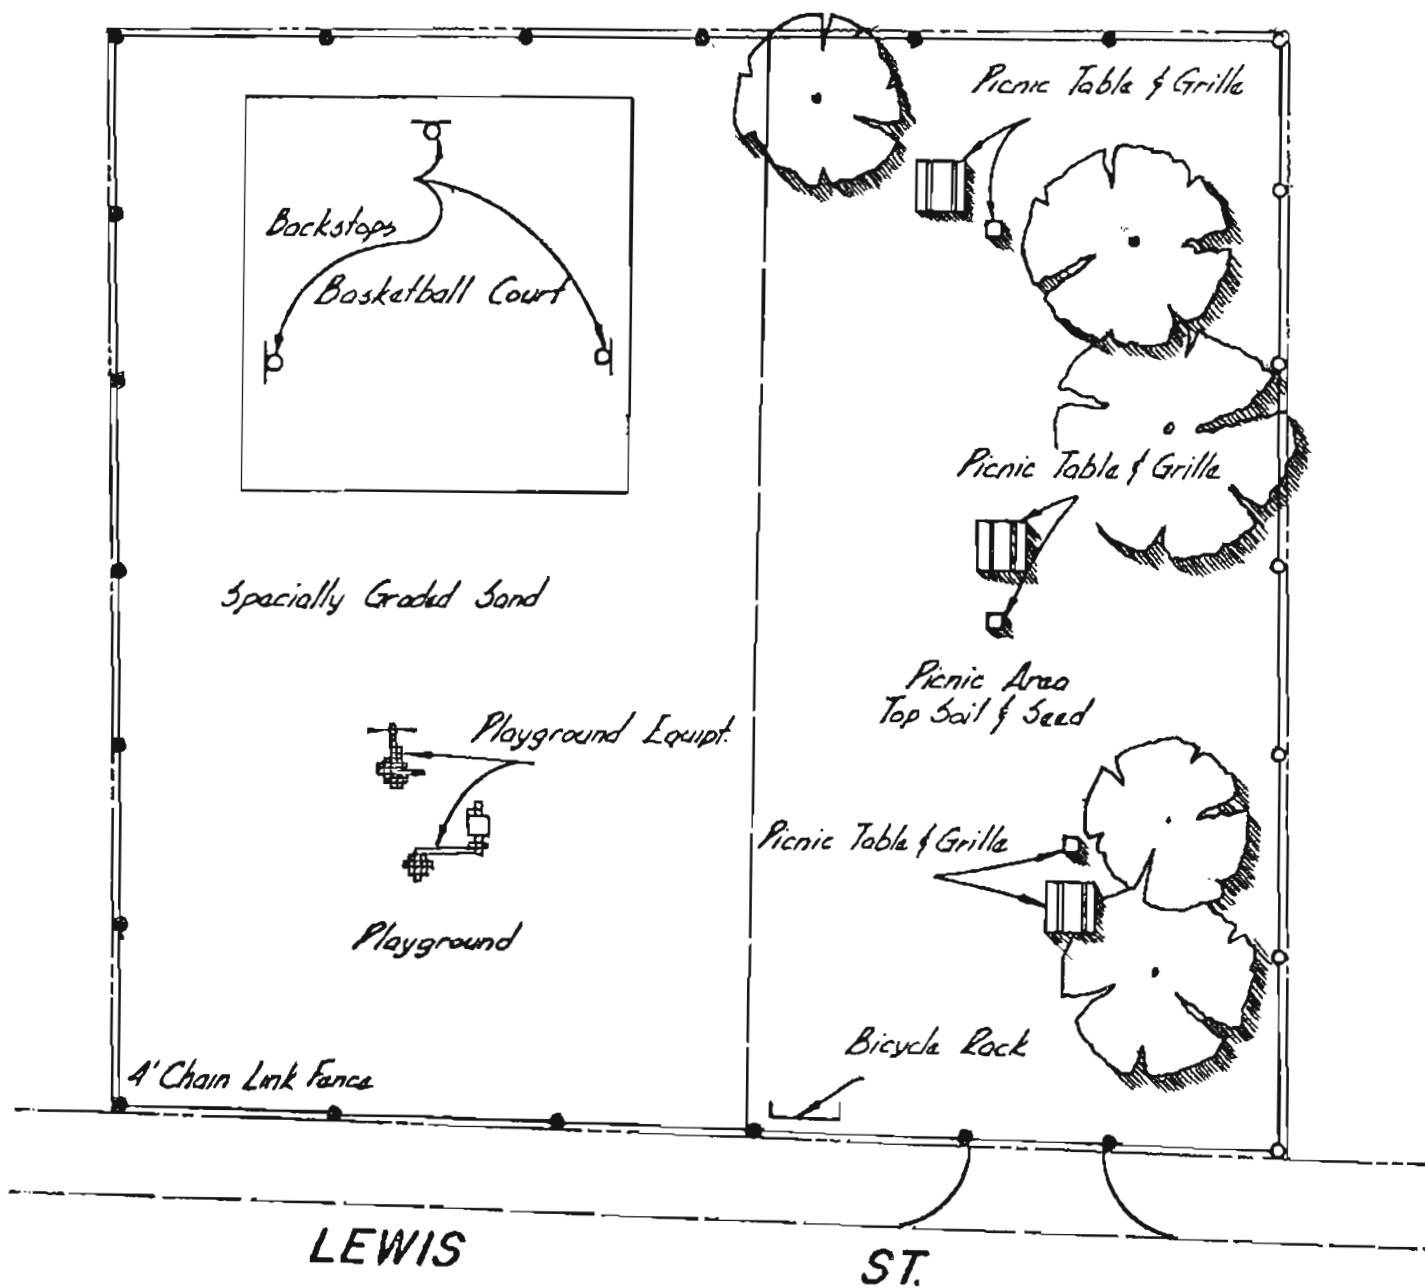 Picnic Table & Grille
Backstops
Basketball Court
Picnic Table & Grille
Specially Graded Sand
Picnic Area
Top Soil & Seed
Playground Equipt.
Picnic Table & Grille
Playground
Bicycle Rack
4' Chain Link Fence
LEWIS ST.